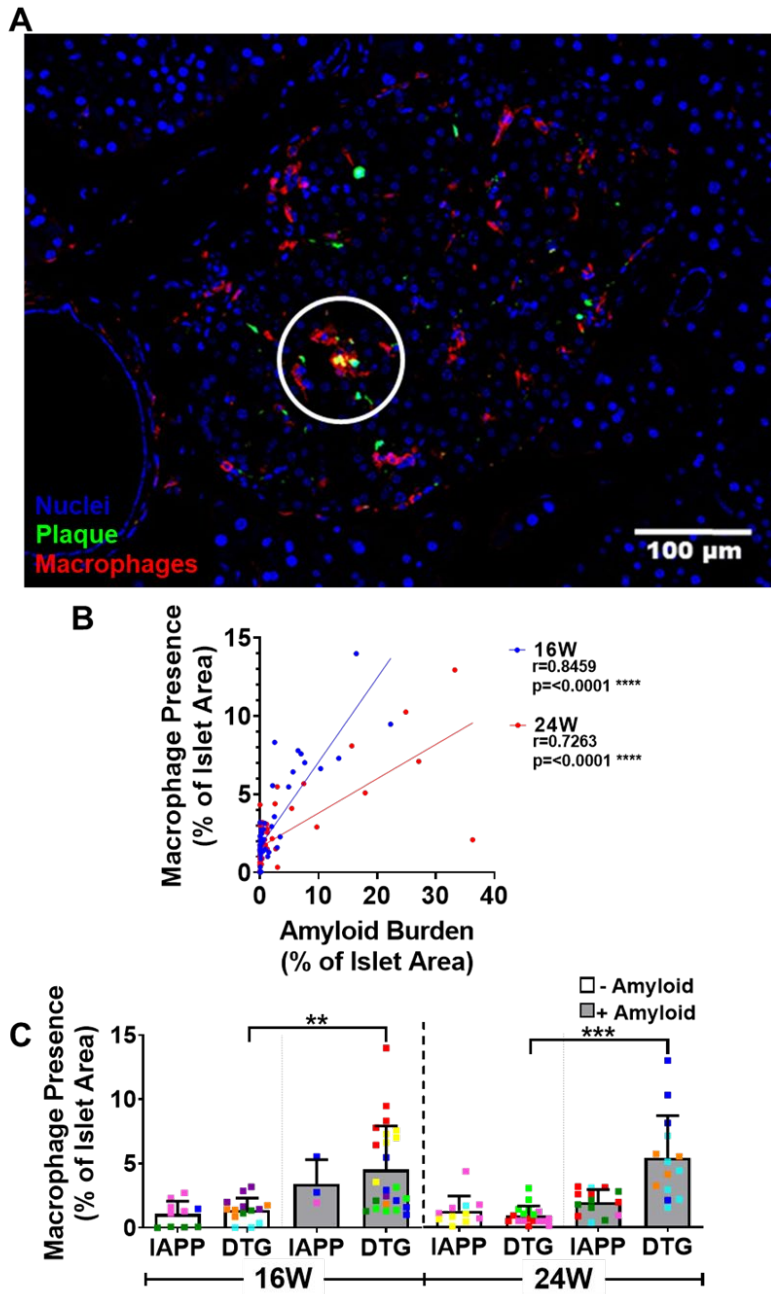 A
Nuclei
Plaque
Macrophages
100 µm
B
Macrophage Presence
(% of Islet Area)
15
10
5
0
0 10 20 30 40
Amyloid Burden
(% of Islet Area)
16W
r=0.8459
p=<0.0001 ****
24W
r=0.7263
p=<0.0001 ****
C
- Amyloid
+ Amyloid
Macrophage Presence
(% of Islet Area)
15
10
5
0
** ***
IAPP DTG IAPP DTG IAPP DTG IAPP DTG
16W 24W